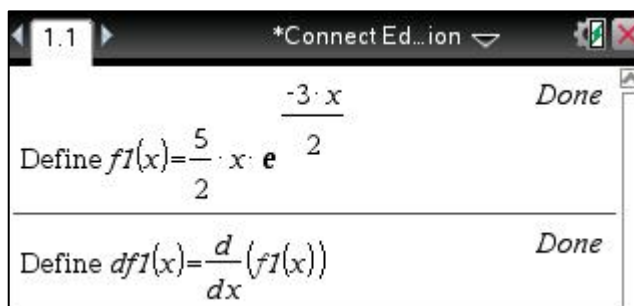 1.1 *Connect Ed...ion
Define f1(x)=5/2·x·e^(-3·x/2) Done
Define df1(x)=d/dx(f1(x)) Done